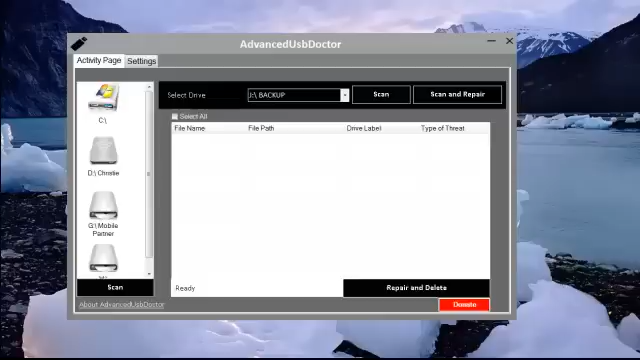 AdvancedUsbDoctor
Activity Page
Settings
C:\
D:\ Christie
G:\ Mobile
Partner
Scan
Select Drive
J:\ BACKUP
Scan
Scan and Repair
Select All
File Name
File Path
Drive Label
Type of Threat
Ready
Repair and Delete
About AdvancedUsbDoctor
Donate